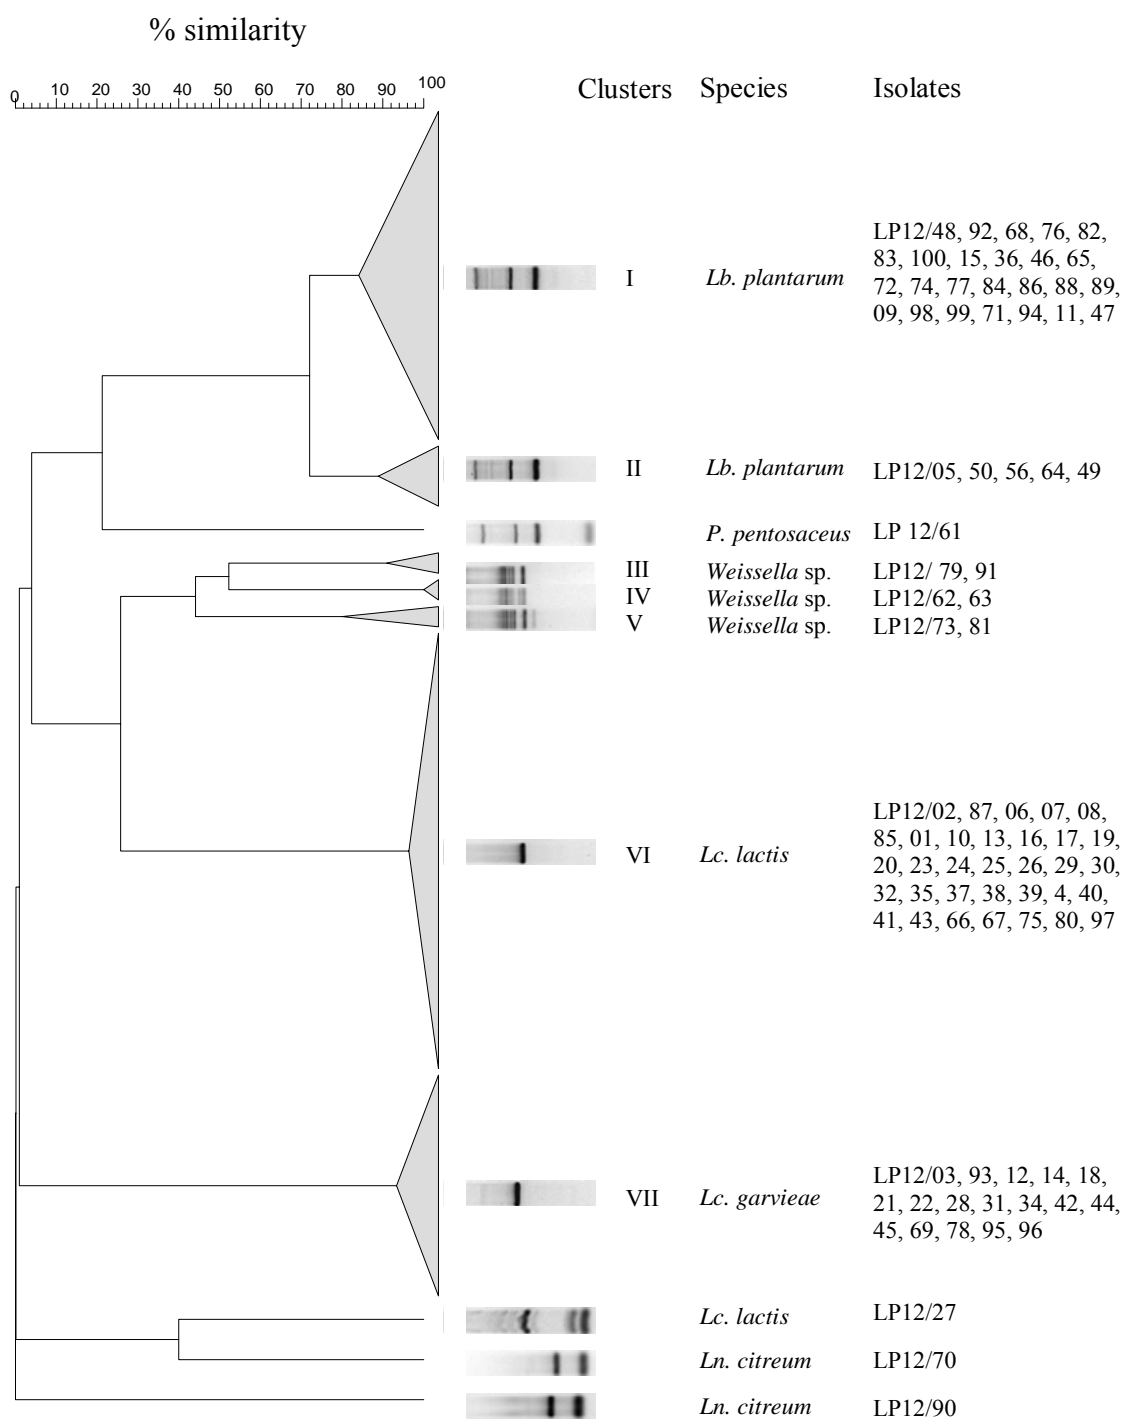 % similarity
0 10 20 30 40 50 60 70 80 90 100
Clusters Species Isolates
I Lb. plantarum LP12/48, 92, 68, 76, 82,
83, 100, 15, 36, 46, 65,
72, 74, 77, 84, 86, 88, 89,
09, 98, 99, 71, 94, 11, 47
II Lb. plantarum LP12/05, 50, 56, 64, 49
P. pentosaceus LP 12/61
III Weissella sp. LP12/ 79, 91
IV Weissella sp. LP12/62, 63
V Weissella sp. LP12/73, 81
VI Lc. lactis LP12/02, 87, 06, 07, 08,
85, 01, 10, 13, 16, 17, 19,
20, 23, 24, 25, 26, 29, 30,
32, 35, 37, 38, 39, 4, 40,
41, 43, 66, 67, 75, 80, 97
VII Lc. garvieae LP12/03, 93, 12, 14, 18,
21, 22, 28, 31, 34, 42, 44,
45, 69, 78, 95, 96
Lc. lactis LP12/27
Ln. citreum LP12/70
Ln. citreum LP12/90